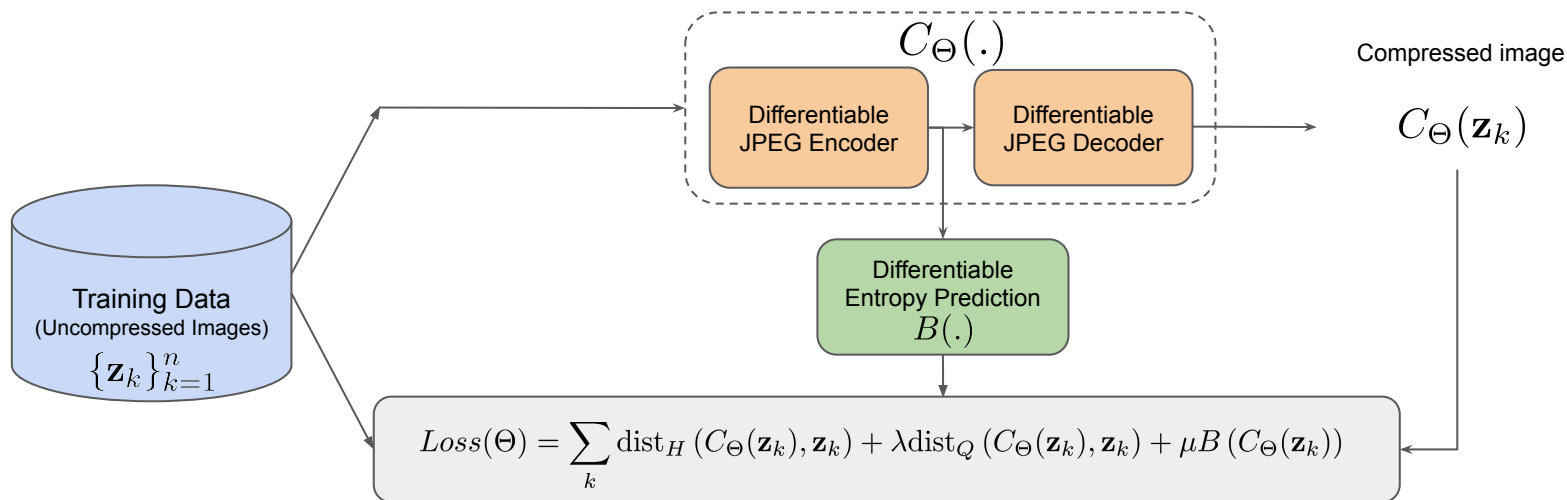 C_Θ(.)
Compressed image
Differentiable
JPEG Encoder
Differentiable
JPEG Decoder
C_Θ(𝐳_k)
Training Data
(Uncompressed Images)
{𝐳_k}_{k=1}^n
Differentiable
Entropy Prediction
B(.)
Loss(Θ) = ∑_k dist_H (C_Θ(𝐳_k), 𝐳_k) + λdist_Q (C_Θ(𝐳_k), 𝐳_k) + μB (C_Θ(𝐳_k))